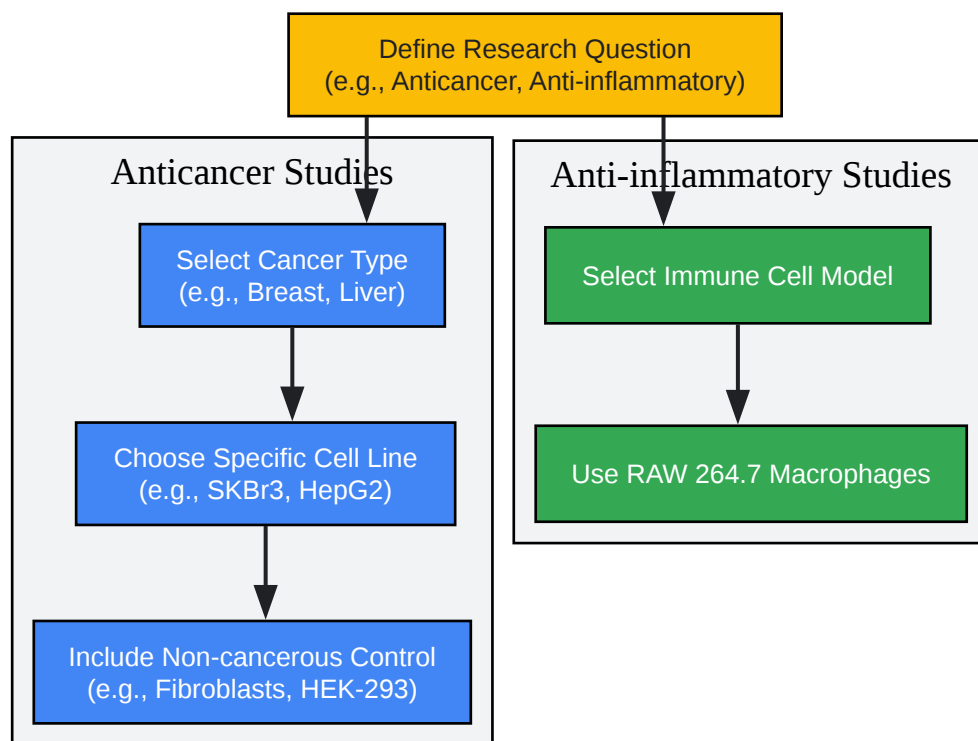 Define Research Question
(e.g., Anticancer, Anti-inflammatory)
Anticancer Studies
Select Cancer Type
(e.g., Breast, Liver)
Choose Specific Cell Line
(e.g., SKBr3, HepG2)
Include Non-cancerous Control
(e.g., Fibroblasts, HEK-293)
Anti-inflammatory Studies
Select Immune Cell Model
Use RAW 264.7 Macrophages